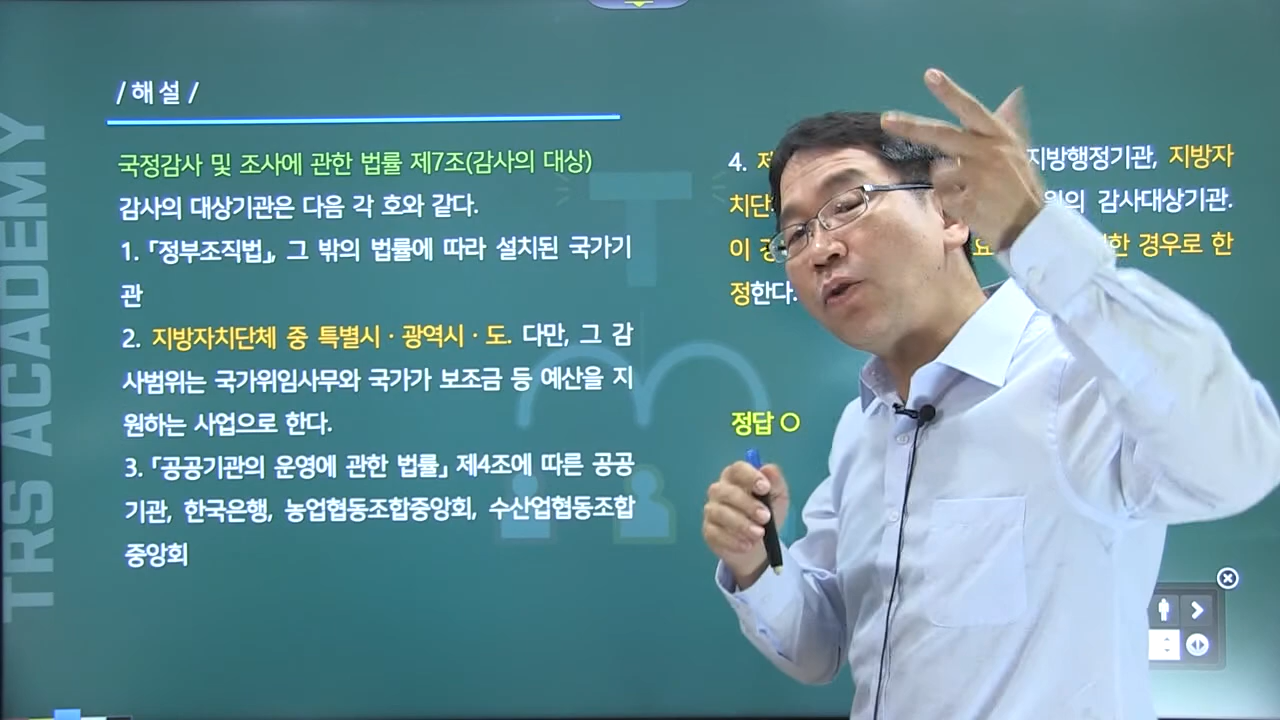 / 해 설 /
국정감사 및 조사에 관한 법률 제7조(감사의 대상)
감사의 대상기관은 다음 각 호와 같다.
1. 「정부조직법」, 그 밖의 법률에 따라 설치된 국가기
관
2. 지방자치단체 중 특별시 · 광역시 · 도. 다만, 그 감
사범위는 국가위임사무와 국가가 보조금 등 예산을 지
원하는 사업으로 한다.
3. 「공공기관의 운영에 관한 법률」 제4조에 따른 공공
기관, 한국은행, 농업협동조합중앙회, 수산업협동조합
중앙회
4. 지방행정기관, 지방자
치단 감사대상기관.
이 경우로 한
정한다.
정답 O
TRS ACADEMY